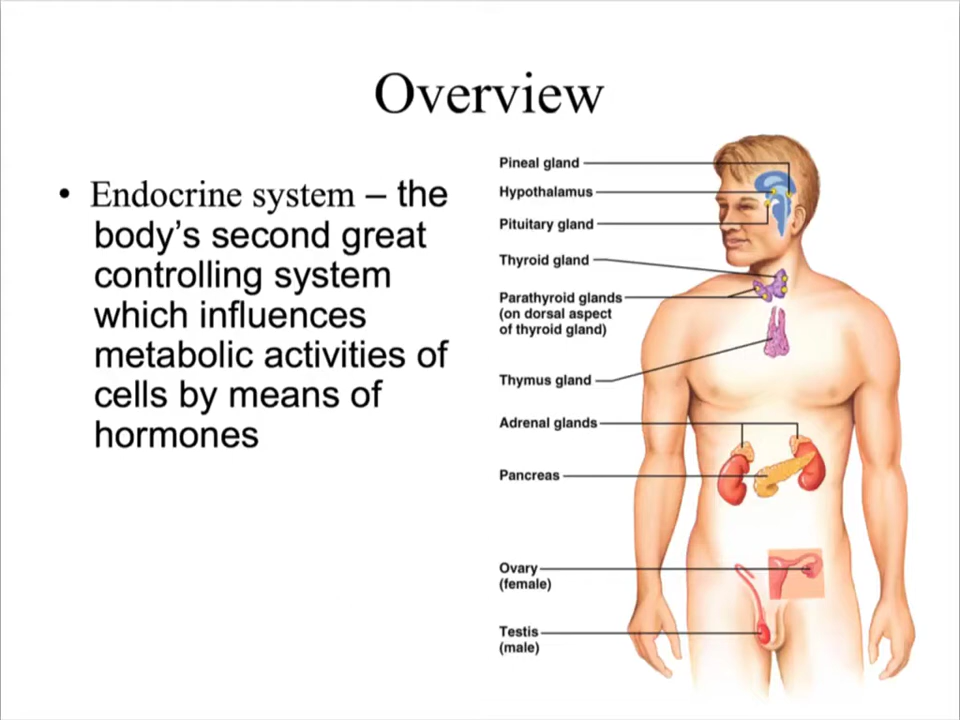 Overview
• Endocrine system – the
body’s second great
controlling system
which influences
metabolic activities of
cells by means of
hormones
Pineal gland
Hypothalamus
Pituitary gland
Thyroid gland
Parathyroid glands
(on dorsal aspect
of thyroid gland)
Thymus gland
Adrenal glands
Pancreas
Ovary
(female)
Testis
(male)